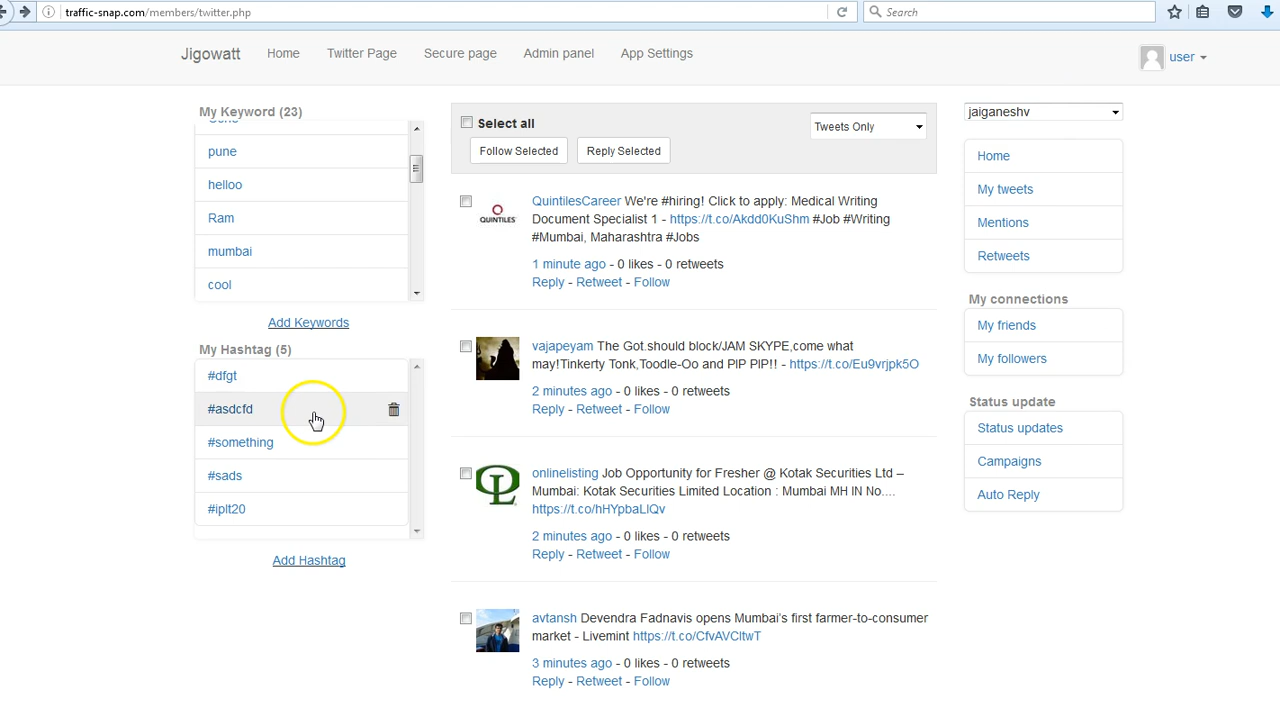 traffic-snap.com/members/twitter.php
Search
Jigowatt
Home
Twitter Page
Secure page
Admin panel
App Settings
user
My Keyword (23)
pune
helloo
Ram
mumbai
cool
Add Keywords
My Hashtag (5)
#dfgt
#asdcfd
#something
#sads
#iplt20
Add Hashtag
Select all
Tweets Only
Follow Selected
Reply Selected
QUINTILES
QuintilesCareer We're #hiring! Click to apply: Medical Writing
Document Specialist 1 - https://t.co/Akdd0KuShm #Job #Writing
#Mumbai, Maharashtra #Jobs
1 minute ago - 0 likes - 0 retweets
Reply - Retweet - Follow
vajapeyam The Got.should block/JAM SKYPE,come what
may!Tinkerty Tonk,Toodle-Oo and PIP PIP!! - https://t.co/Eu9vrjpk5O
2 minutes ago - 0 likes - 0 retweets
Reply - Retweet - Follow
onlinelisting Job Opportunity for Fresher @ Kotak Securities Ltd –
Mumbai: Kotak Securities Limited Location : Mumbai MH IN No....
https://t.co/hHYpbaLlQv
2 minutes ago - 0 likes - 0 retweets
Reply - Retweet - Follow
avtansh Devendra Fadnavis opens Mumbai's first farmer-to-consumer
market - Livemint https://t.co/CfvAVCltwT
3 minutes ago - 0 likes - 0 retweets
Reply - Retweet - Follow
jaiganeshv
Home
My tweets
Mentions
Retweets
My connections
My friends
My followers
Status update
Status updates
Campaigns
Auto Reply